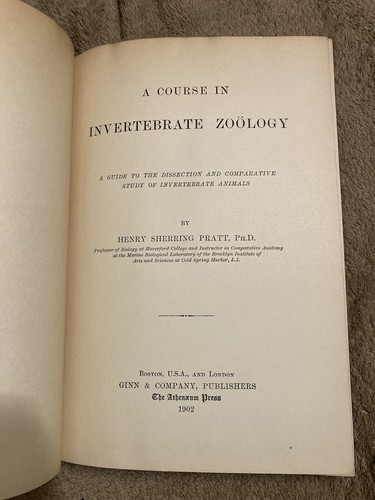 A COURSE IN
INVERTEBRATE ZOÖLOGY
A GUIDE TO THE DISSECTION AND COMPARATIVE
STUDY OF INVERTEBRATE ANIMALS
BY
HENRY SHERRING PRATT, PH.D.
Professor of Biology at Haverford College and Instructor in Comparative Anatomy
at the Marine Biological Laboratory of the Brooklyn Institute of
Arts and Sciences at Cold Spring Harbor, L.I.
BOSTON, U.S.A., AND LONDON
GINN & COMPANY, PUBLISHERS
The Athenæum Press
1902